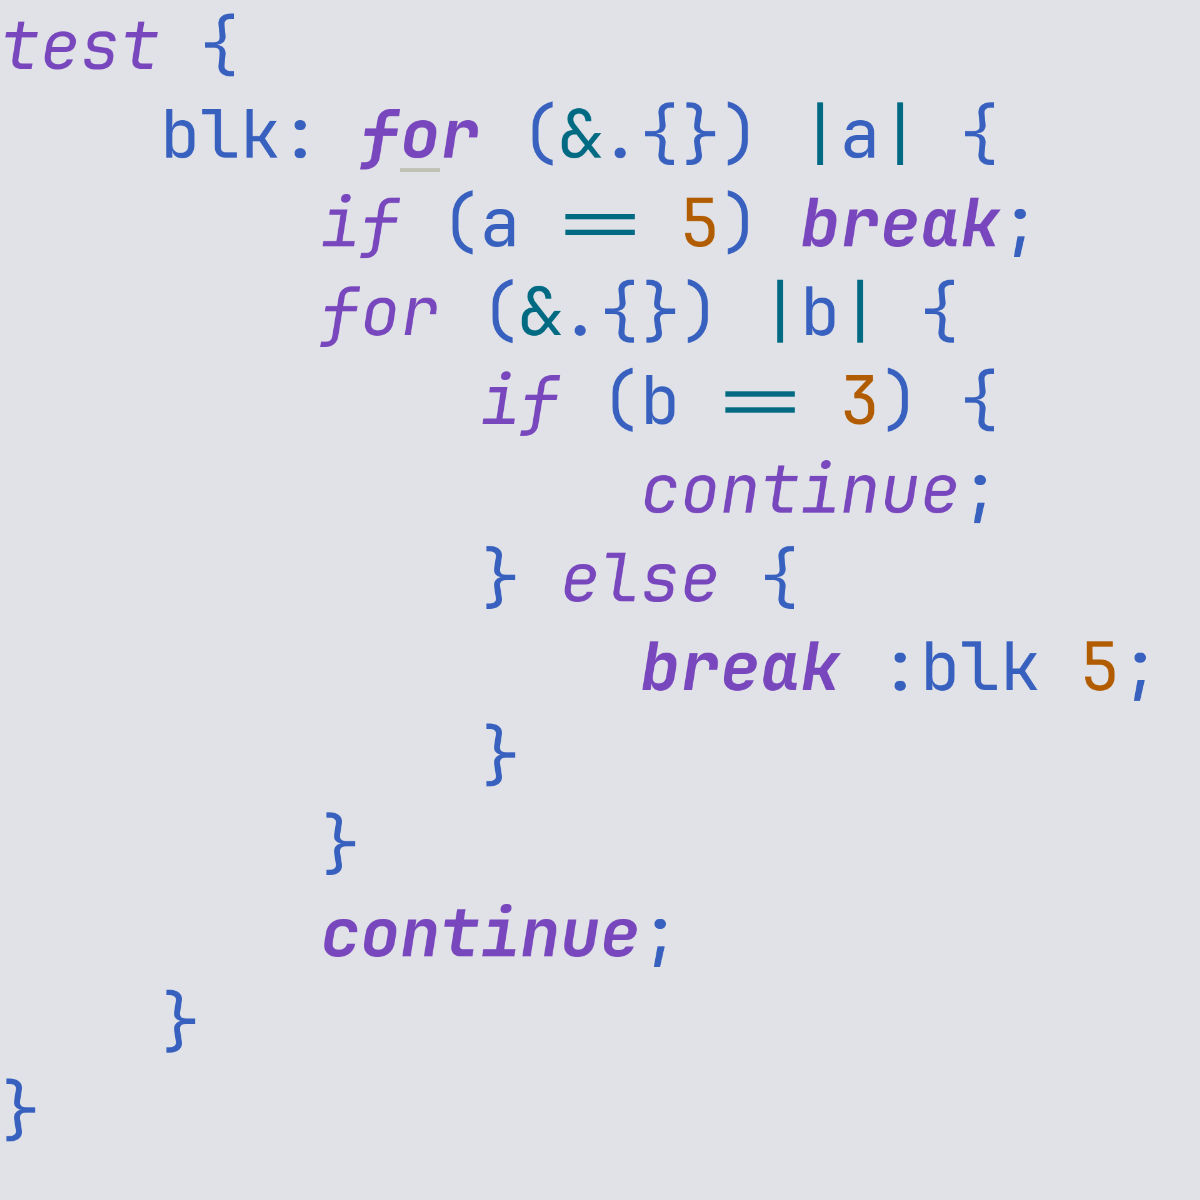 test {
    blk: for (&.{}) |a| {
        if (a == 5) break;
        for (&.{}) |b| {
            if (b == 3) {
                continue;
            } else {
                break :blk 5;
            }
        }
        continue;
    }
}